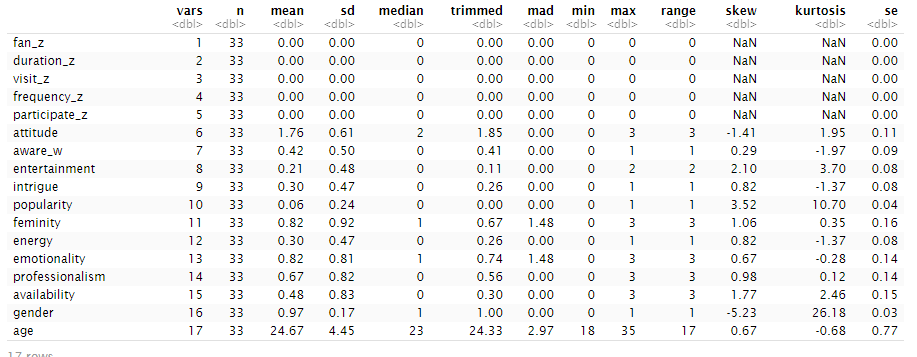 vars n mean sd median trimmed mad min max range skew kurtosis se
<dbl> <dbl> <dbl> <dbl> <dbl> <dbl> <dbl> <dbl> <dbl> <dbl> <dbl> <dbl> <dbl>
fan_z 1 33 0.00 0.00 0 0.00 0.00 0 0 0 NaN NaN 0.00
duration_z 2 33 0.00 0.00 0 0.00 0.00 0 0 0 NaN NaN 0.00
visit_z 3 33 0.00 0.00 0 0.00 0.00 0 0 0 NaN NaN 0.00
frequency_z 4 33 0.00 0.00 0 0.00 0.00 0 0 0 NaN NaN 0.00
participate_z 5 33 0.00 0.00 0 0.00 0.00 0 0 0 NaN NaN 0.00
attitude 6 33 1.76 0.61 2 1.85 0.00 0 3 3 -1.41 1.95 0.11
aware_w 7 33 0.42 0.50 0 0.41 0.00 0 1 1 0.29 -1.97 0.09
entertainment 8 33 0.21 0.48 0 0.11 0.00 0 2 2 2.10 3.70 0.08
intrigue 9 33 0.30 0.47 0 0.26 0.00 0 1 1 0.82 -1.37 0.08
popularity 10 33 0.06 0.24 0 0.00 0.00 0 1 1 3.52 10.70 0.04
feminity 11 33 0.82 0.92 1 0.67 1.48 0 3 3 1.06 0.35 0.16
energy 12 33 0.30 0.47 0 0.26 0.00 0 1 1 0.82 -1.37 0.08
emotionality 13 33 0.82 0.81 1 0.74 1.48 0 3 3 0.67 -0.28 0.14
professionalism 14 33 0.67 0.82 0 0.56 0.00 0 3 3 0.98 0.12 0.14
availability 15 33 0.48 0.83 0 0.30 0.00 0 3 3 1.77 2.46 0.15
gender 16 33 0.97 0.17 1 1.00 0.00 0 1 1 -5.23 26.18 0.03
age 17 33 24.67 4.45 23 24.33 2.97 18 35 17 0.67 -0.68 0.77
17 rows